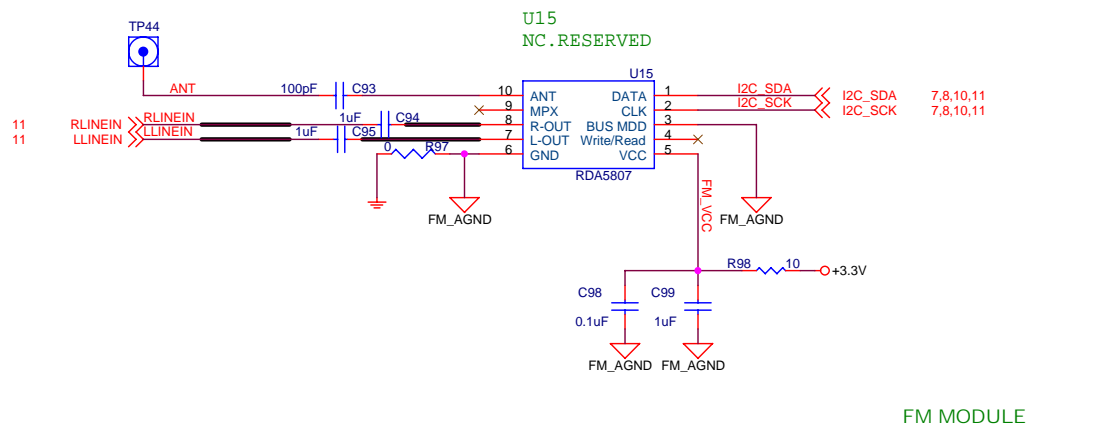 U15
NC.RESERVED
TP44
U15
ANT
100pF
C93
10
ANT
DATA
1
I2C_SDA
I2C_SDA
7,8,10,11
9
MPX
CLK
2
I2C_SCK
I2C_SCK
7,8,10,11
11
RLINEIN
RLINEIN
1uF
C94
8
R-OUT
BUS MDD
3
11
LLINEIN
LLINEIN
1uF
C95
7
L-OUT
Write/Read
4
0
R97
6
GND
VCC
5
RDA5807
FM_VCC
FM_AGND
FM_AGND
R98
10
+3.3V
C98
C99
0.1uF
1uF
FM_AGND
FM_AGND
FM MODULE